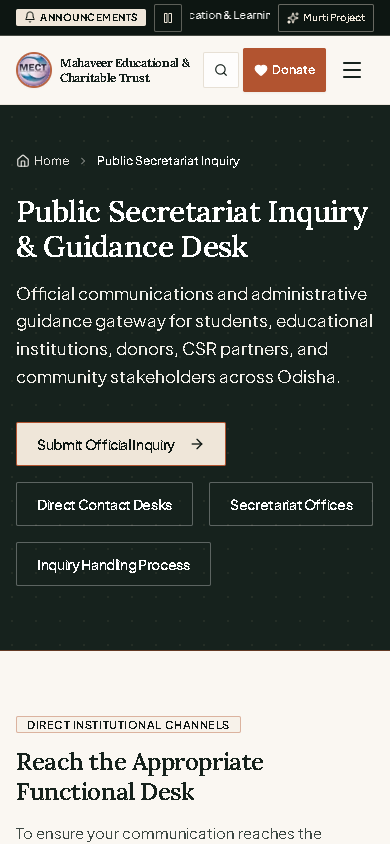 ANNOUNCEMENTS
cation & Learnin
Murti Project
MECT
Mahaveer Educational &
Charitable Trust
Donate
Home
Public Secretariat Inquiry
Public Secretariat Inquiry
& Guidance Desk
Official communications and administrative
guidance gateway for students, educational
institutions, donors, CSR partners, and
community stakeholders across Odisha.
Submit Official Inquiry
Direct Contact Desks
Secretariat Offices
Inquiry Handling Process
DIRECT INSTITUTIONAL CHANNELS
Reach the Appropriate
Functional Desk
To ensure your communication reaches the